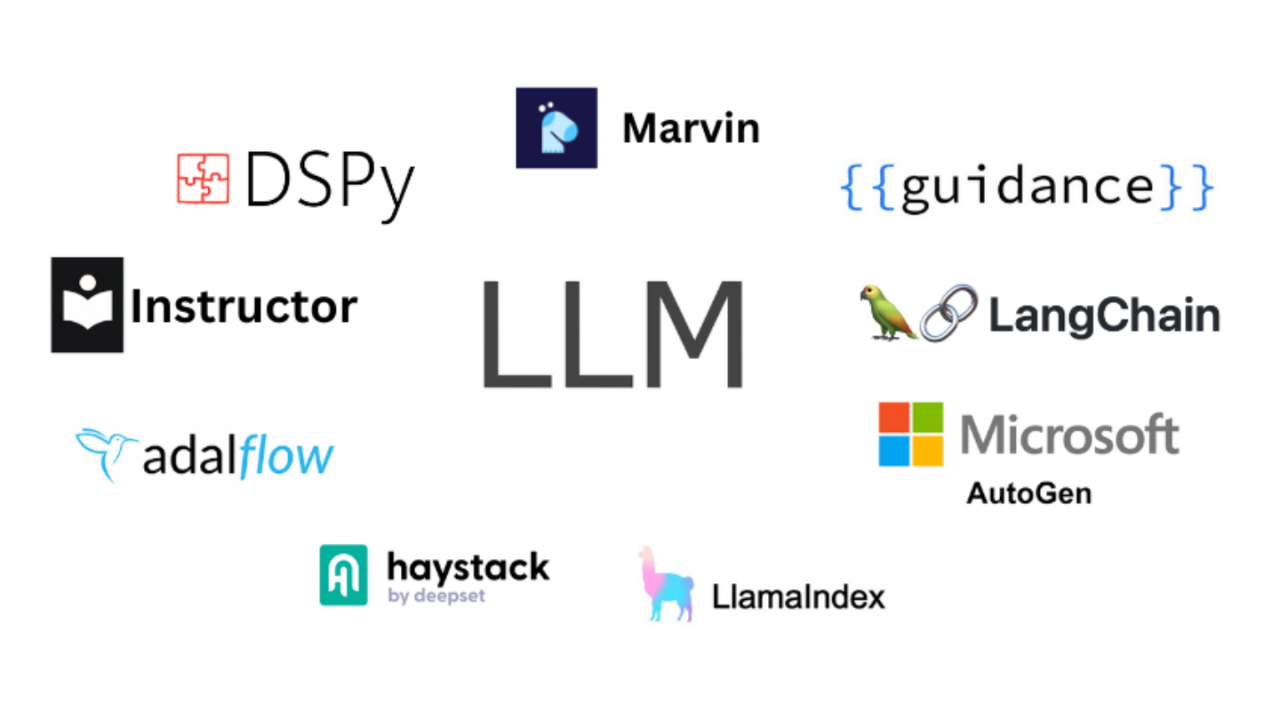 Marvin
DSPy
{{guidance}}
Instructor
LLM
LangChain
adalflow
Microsoft
AutoGen
haystack
by deepset
LlamaIndex